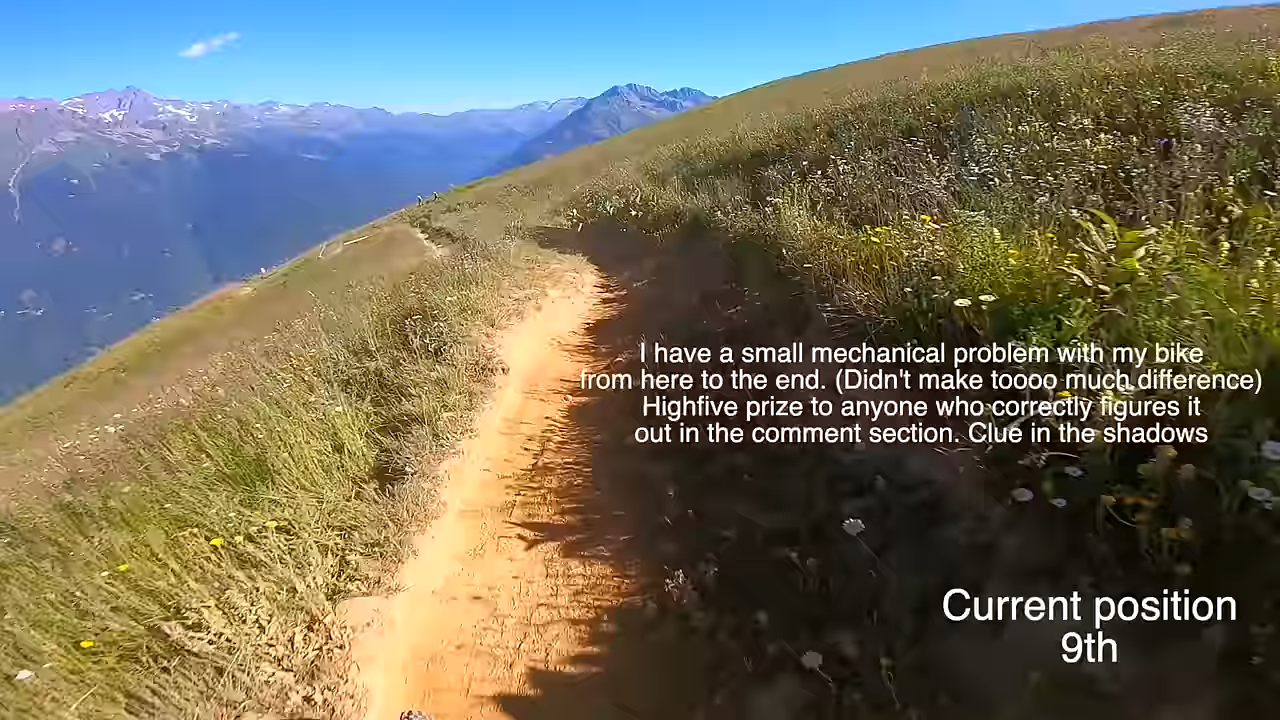 I have a small mechanical problem with my bike
from here to the end. (Didn't make toooo much difference)
Highfive prize to anyone who correctly figures it
out in the comment section. Clue in the shadows
Current position
9th